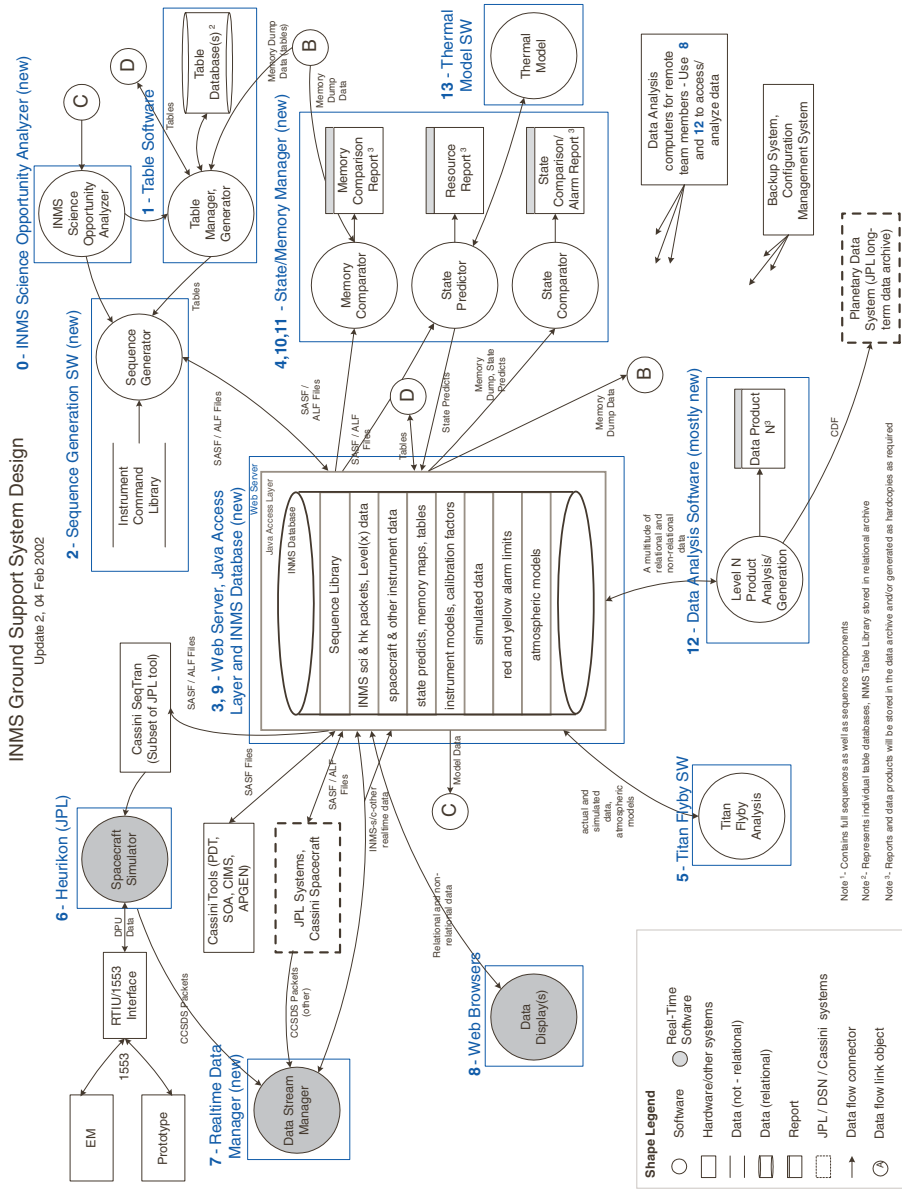 INMS Ground Support System Design
Update 2, 04 Feb 2002
EM
Prototype
1553
RTIU/1553
Interface
DPU
Data
6 - Heurikon (JPL)
Spacecraft
Simulator
CCSDS Packets
Cassini SeqTran
(Subset of JPL tool)
SASF / ALF Files
2 - Sequence Generation SW (new)
Instrument
Command
Library
Sequence
Generator
SASF / ALF Files
Tables
0 - INMS Science Opportunity Analyzer (new)
INMS
Science
Opportunity
Analyzer
C
1 - Table Software
Table
Manager,
Generator
D
Tables
Table
Database(s) 2
Memory Dump
Data (tables)
B
7 - Realtime Data
Manager (new)
Data Stream
Manager
CCSDS Packets
(other)
Cassini Tools (PDT,
SOA, CIMS,
APGEN)
SASF Files
JPL Systems,
Cassini Spacecraft
SASF / ALF
Files
INMS-s/c-other
realtime data
3, 9 - Web Server, Java Access
Layer and INMS Database (new)
Web Server
Java Access Layer
INMS Database
Sequence Library
INMS sci & hk packets, Level(x) data
spacecraft & other instrument data
state predicts, memory maps, tables
instrument models, calibration factors
simulated data
red and yellow alarm limits
atmospheric models
4,10,11 - State/Memory Manager (new)
SASF /
ALF Files
Memory
Comparator
Memory
Comparison
Report 3
Memory
Dump
Data
SASF / ALF
Files
State
Predictor
Resource
Report 3
State Predicts
Tables
D
Memory
Dump, State
Predicts
State
Comparator
State
Comparison/
Alarm Report 3
13 - Thermal
Model SW
Thermal
Model
Memory
Dump Data
B
8 - Web Browsers
Data
Display(s)
Relational and non-
relational data
C
Model Data
5 - Titan Flyby SW
Titan
Flyby
Analysis
actual and
simulated
data,
atmospheric
models
12 - Data Analysis Software (mostly new)
Level N
Product
Analysis/
Generation
A multitude of
relational and
non-relational
data
Data Product
N3
CDF
Planetary Data
System (JPL long-
term data archive)
Data Analysis
computers for remote
team members - Use 8
and 12 to access/
analyze data
Backup System,
Configuration
Management System
Shape Legend
Software
Real-Time
Software
Hardware/other systems
Data (not - relational)
Data (relational)
Report
JPL / DSN / Cassini systems
Data flow connector
A
Data flow link object
Note 1- Contains full sequences as well as sequence components
Note 2- Represents individual table databases, INMS Table Library stored in relational archive
Note 3- Reports and data products will be stored in the data archive and/or generated as hardcopies as required